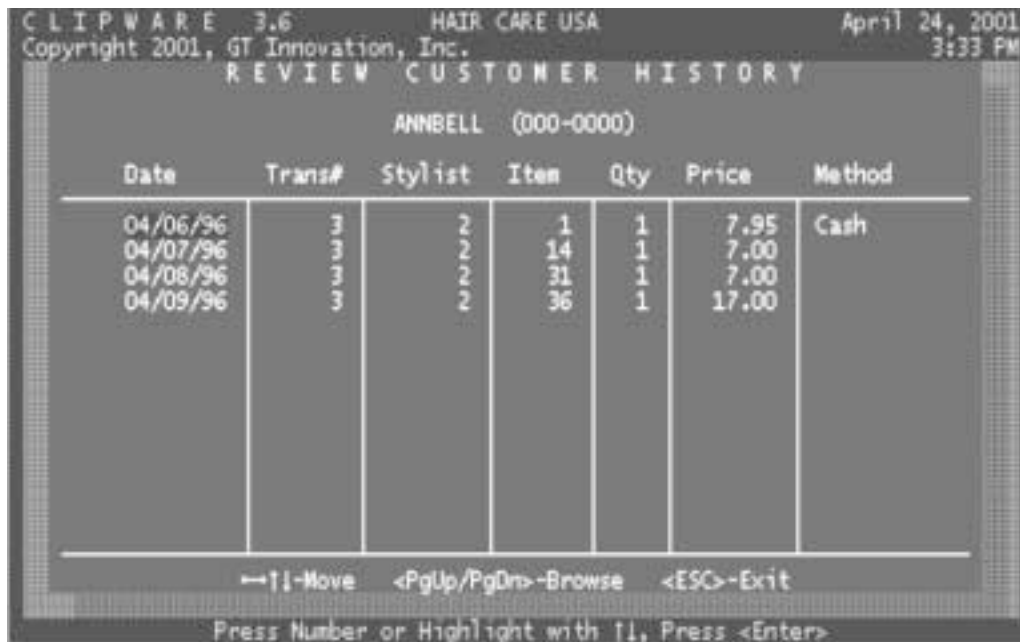 C L I P W A R E 3.6 HAIR CARE USA April 24, 2001
Copyright 2001, GT Innovation, Inc. 3:33 PM
R E V I E W C U S T O M E R H I S T O R Y
ANNBELL (000-0000)
Date Trans# Stylist Item Qty Price Method
04/06/96 3 2 1 1 7.95 Cash
04/07/96 3 2 14 1 7.00
04/08/96 3 2 31 1 7.00
04/09/96 3 2 36 1 17.00
↔↑↓-Move <PgUp/PgDn>-Browse <ESC>-Exit
Press Number or Highlight with ↑↓, Press <Enter>